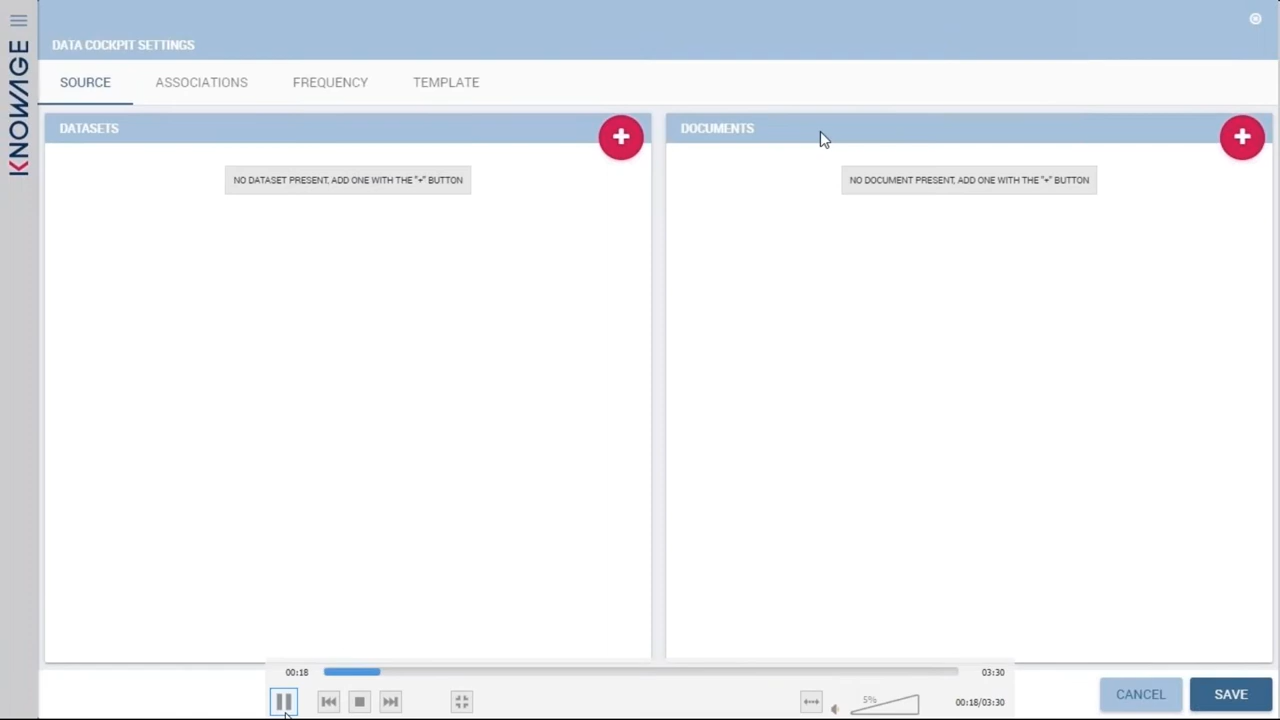 KNOWAGE
DATA COCKPIT SETTINGS
SOURCE
ASSOCIATIONS
FREQUENCY
TEMPLATE
DATASETS
DOCUMENTS
NO DATASET PRESENT, ADD ONE WITH THE "+" BUTTON
NO DOCUMENT PRESENT, ADD ONE WITH THE "+" BUTTON
00:18
03:30
5%
00:18/03:30
CANCEL
SAVE